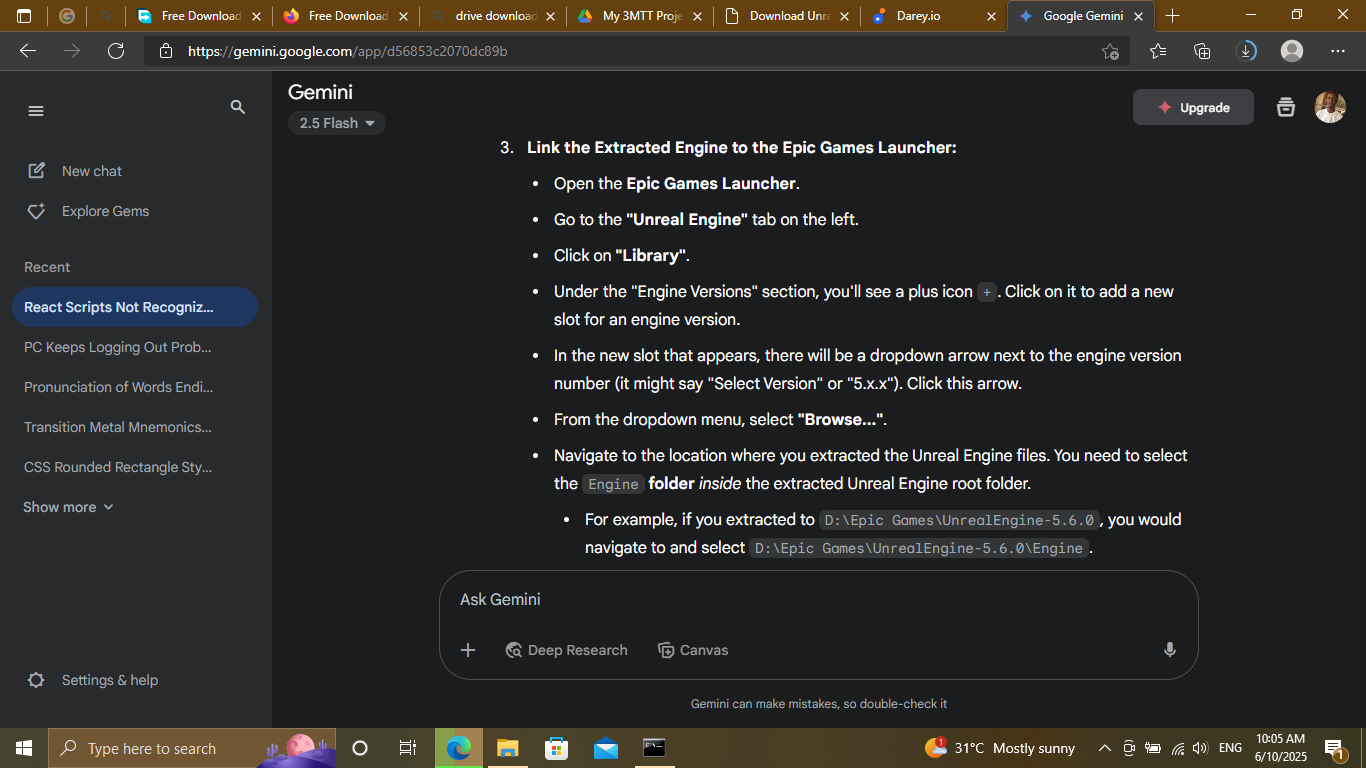 Free Download
Free Download
drive download
My 3MTT Proje
Download Unre
Darey.io
Google Gemini
https://gemini.google.com/app/d56853c2070dc89b
Gemini
2.5 Flash
Upgrade
New chat
Explore Gems
Recent
React Scripts Not Recogniz...
PC Keeps Logging Out Prob...
Pronunciation of Words Endi...
Transition Metal Mnemonics...
CSS Rounded Rectangle Sty...
Show more
Settings & help
3. Link the Extracted Engine to the Epic Games Launcher:
• Open the Epic Games Launcher.
• Go to the "Unreal Engine" tab on the left.
• Click on "Library".
• Under the "Engine Versions" section, you'll see a plus icon + . Click on it to add a new
slot for an engine version.
• In the new slot that appears, there will be a dropdown arrow next to the engine version
number (it might say "Select Version" or "5.x.x"). Click this arrow.
• From the dropdown menu, select "Browse...".
• Navigate to the location where you extracted the Unreal Engine files. You need to select
the Engine folder inside the extracted Unreal Engine root folder.
• For example, if you extracted to D:\Epic Games\UnrealEngine-5.6.0 , you would
navigate to and select D:\Epic Games\UnrealEngine-5.6.0\Engine .
Ask Gemini
Deep Research
Canvas
Gemini can make mistakes, so double-check it
Type here to search
1
31°C Mostly sunny
ENG
10:05 AM
6/10/2025
1